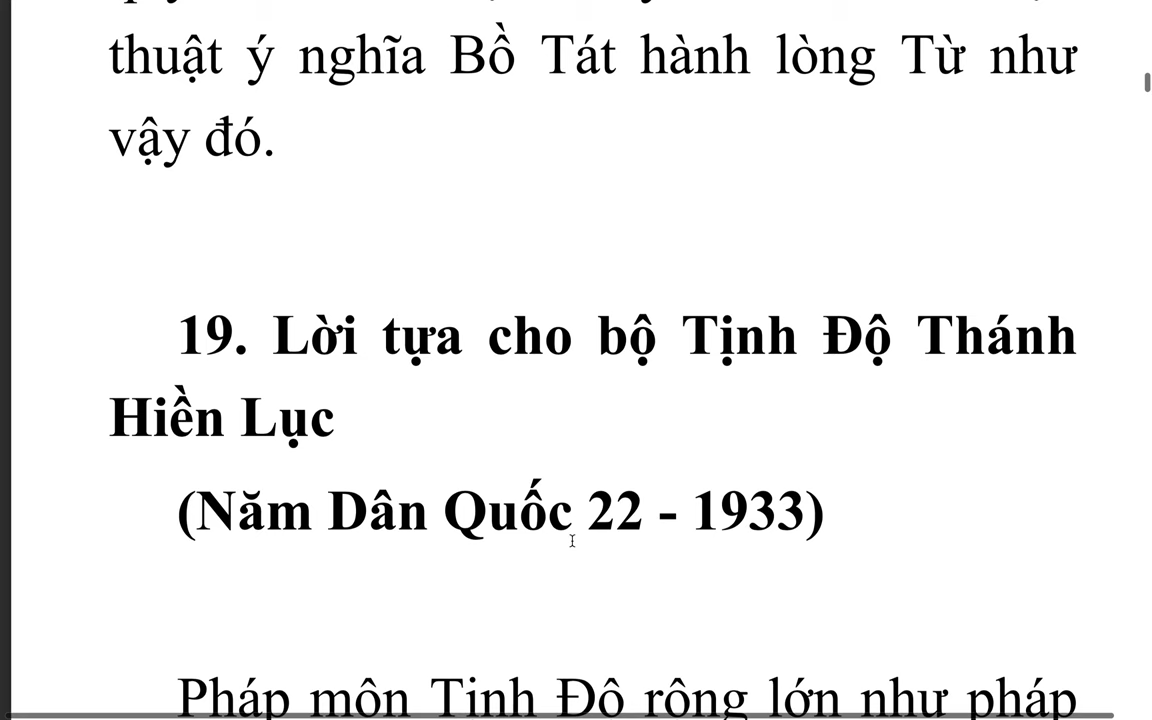 thuật ý nghĩa Bồ Tát hành lòng Từ như
vậy đó.
19. Lời tựa cho bộ Tịnh Độ Thánh
Hiền Lục
(Năm Dân Quốc 22 - 1933)
Pháp môn Tịnh Độ rộng lớn như pháp